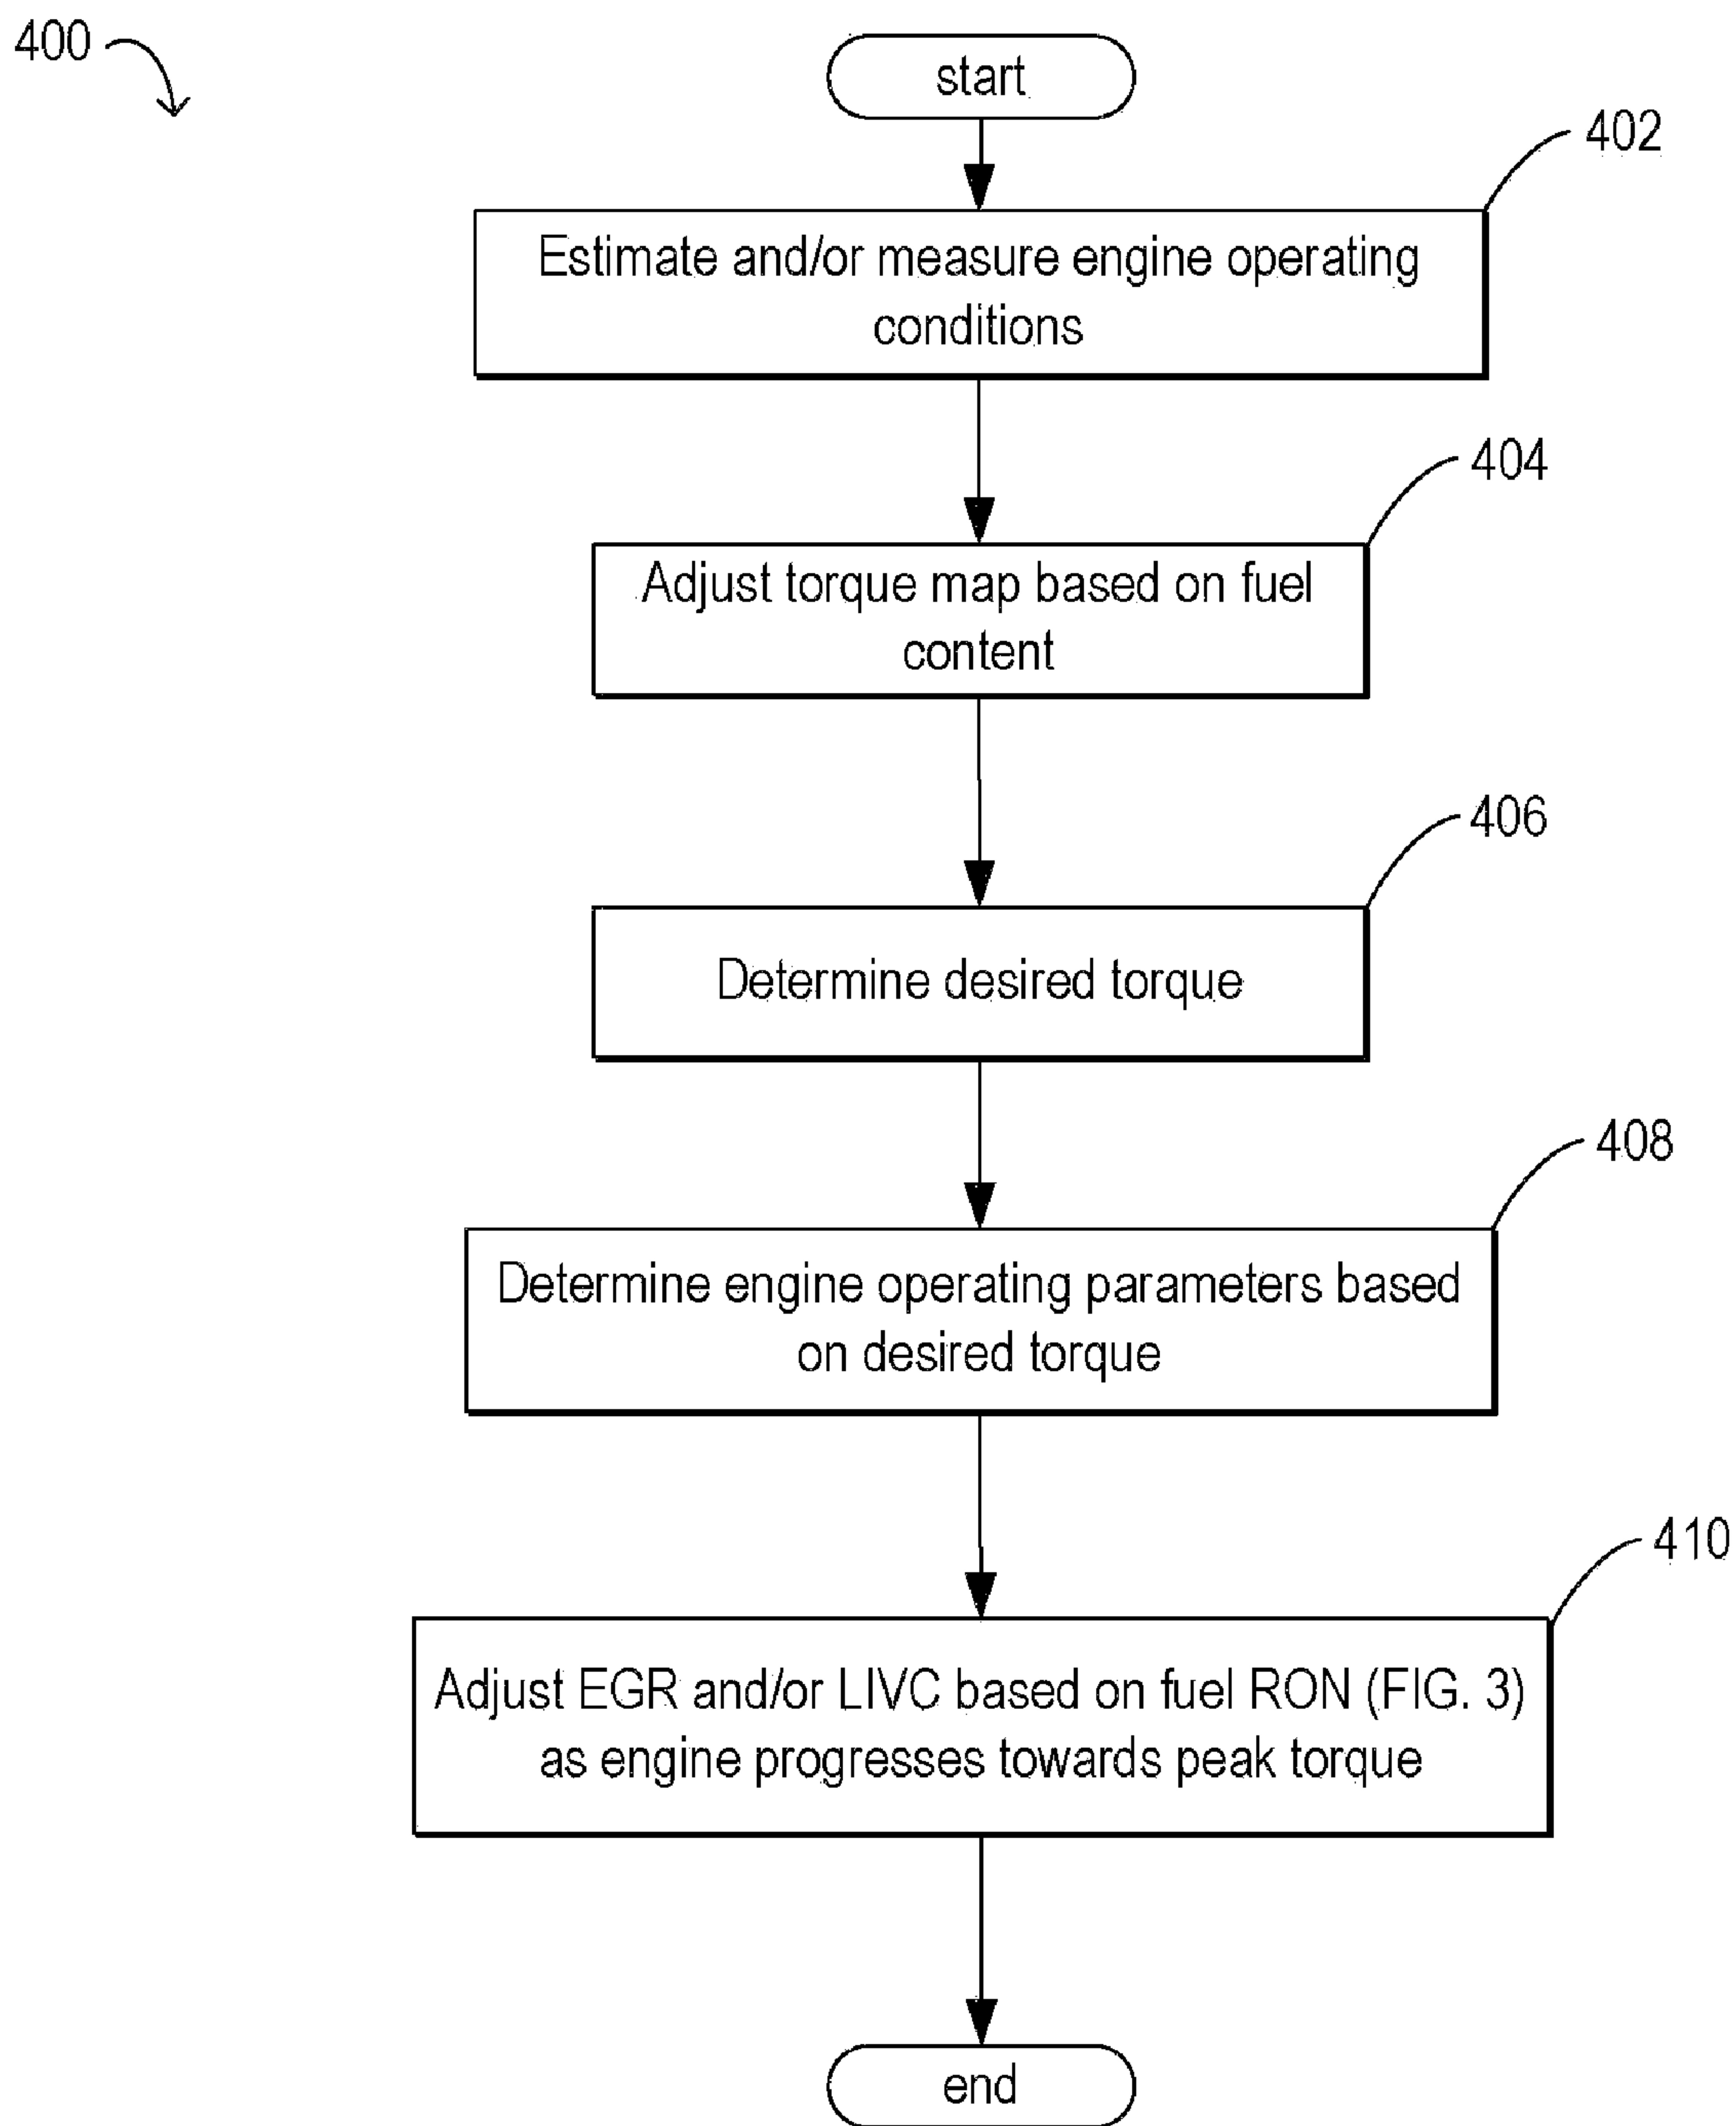 400
start
402
Estimate and/or measure engine operating
conditions
404
Adjust torque map based on fuel
content
406
Determine desired torque
408
Determine engine operating parameters based
on desired torque
410
Adjust EGR and/or LIVC based on fuel RON (FIG. 3)
as engine progresses towards peak torque
end